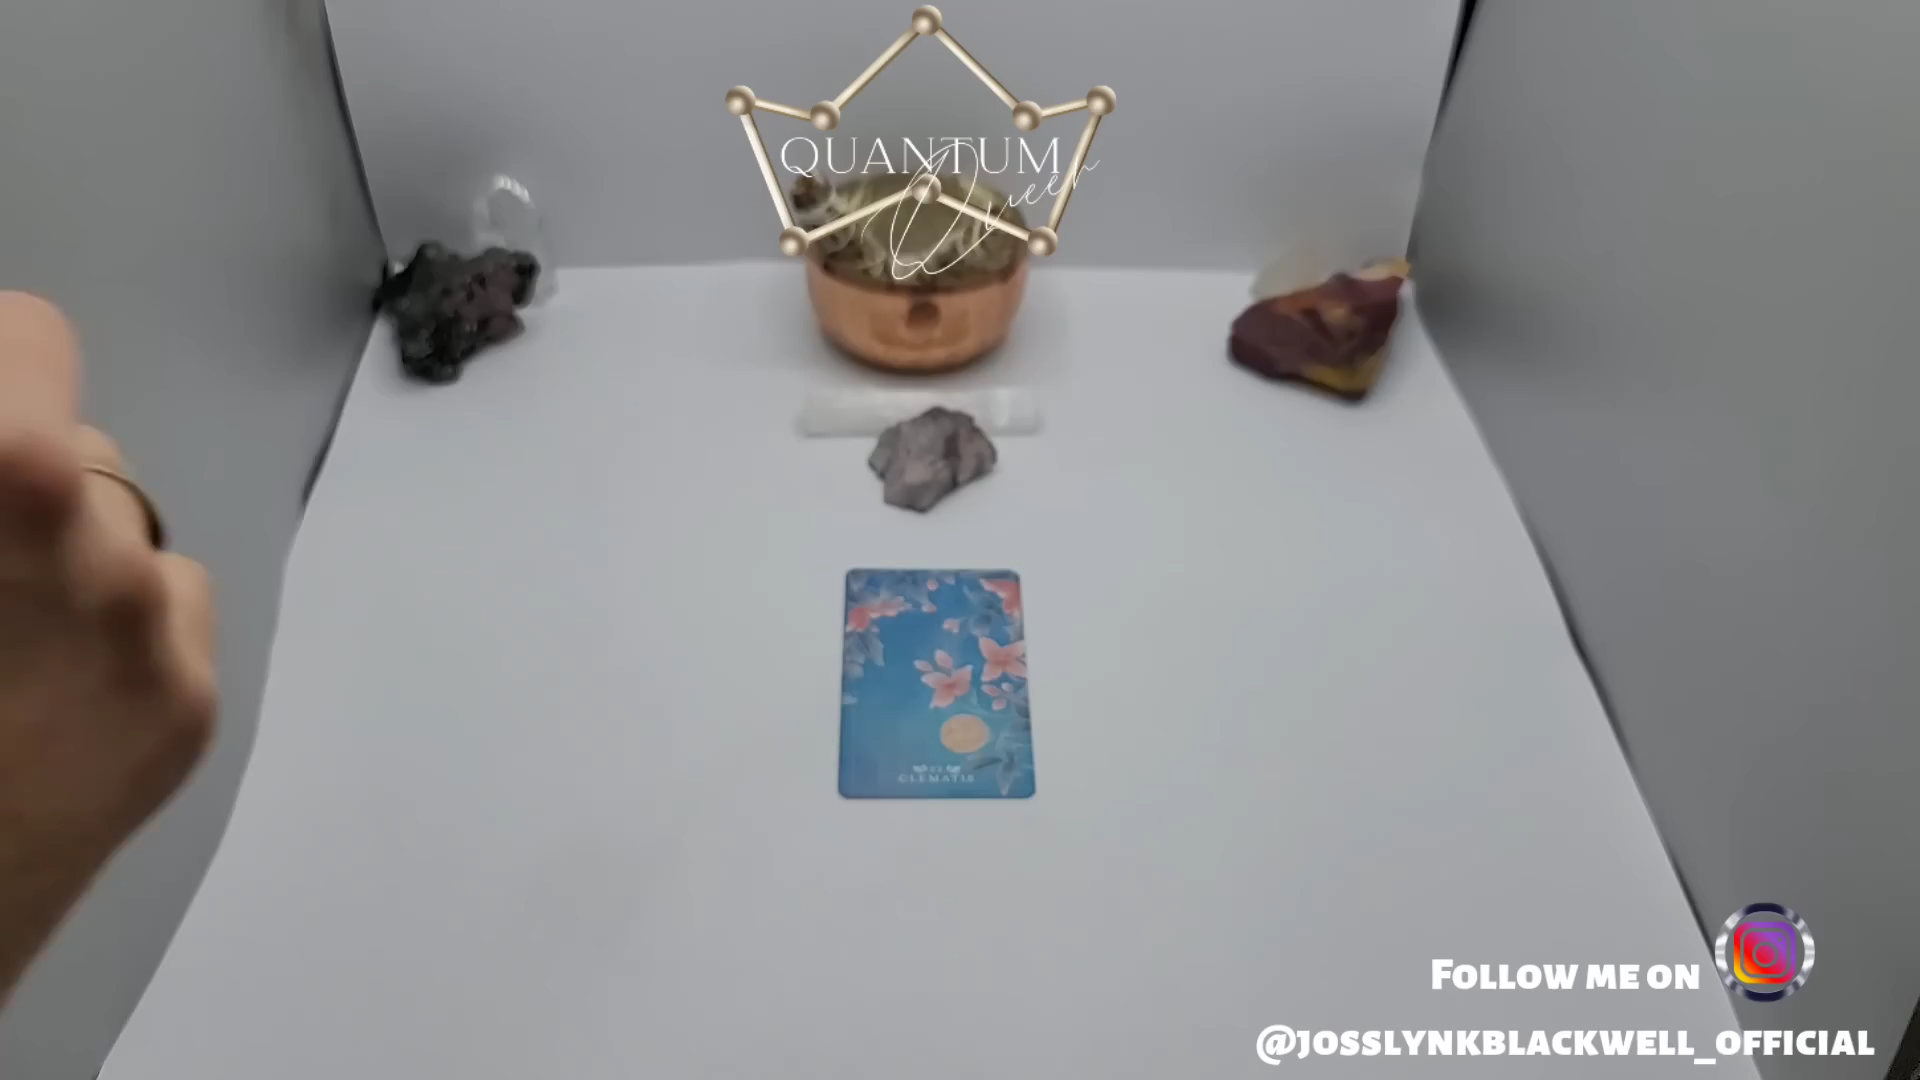 QUANTUM
Queen
CLEMATIS
FOLLOW ME ON
@JOSSLYNKBLACKWELL_OFFICIAL